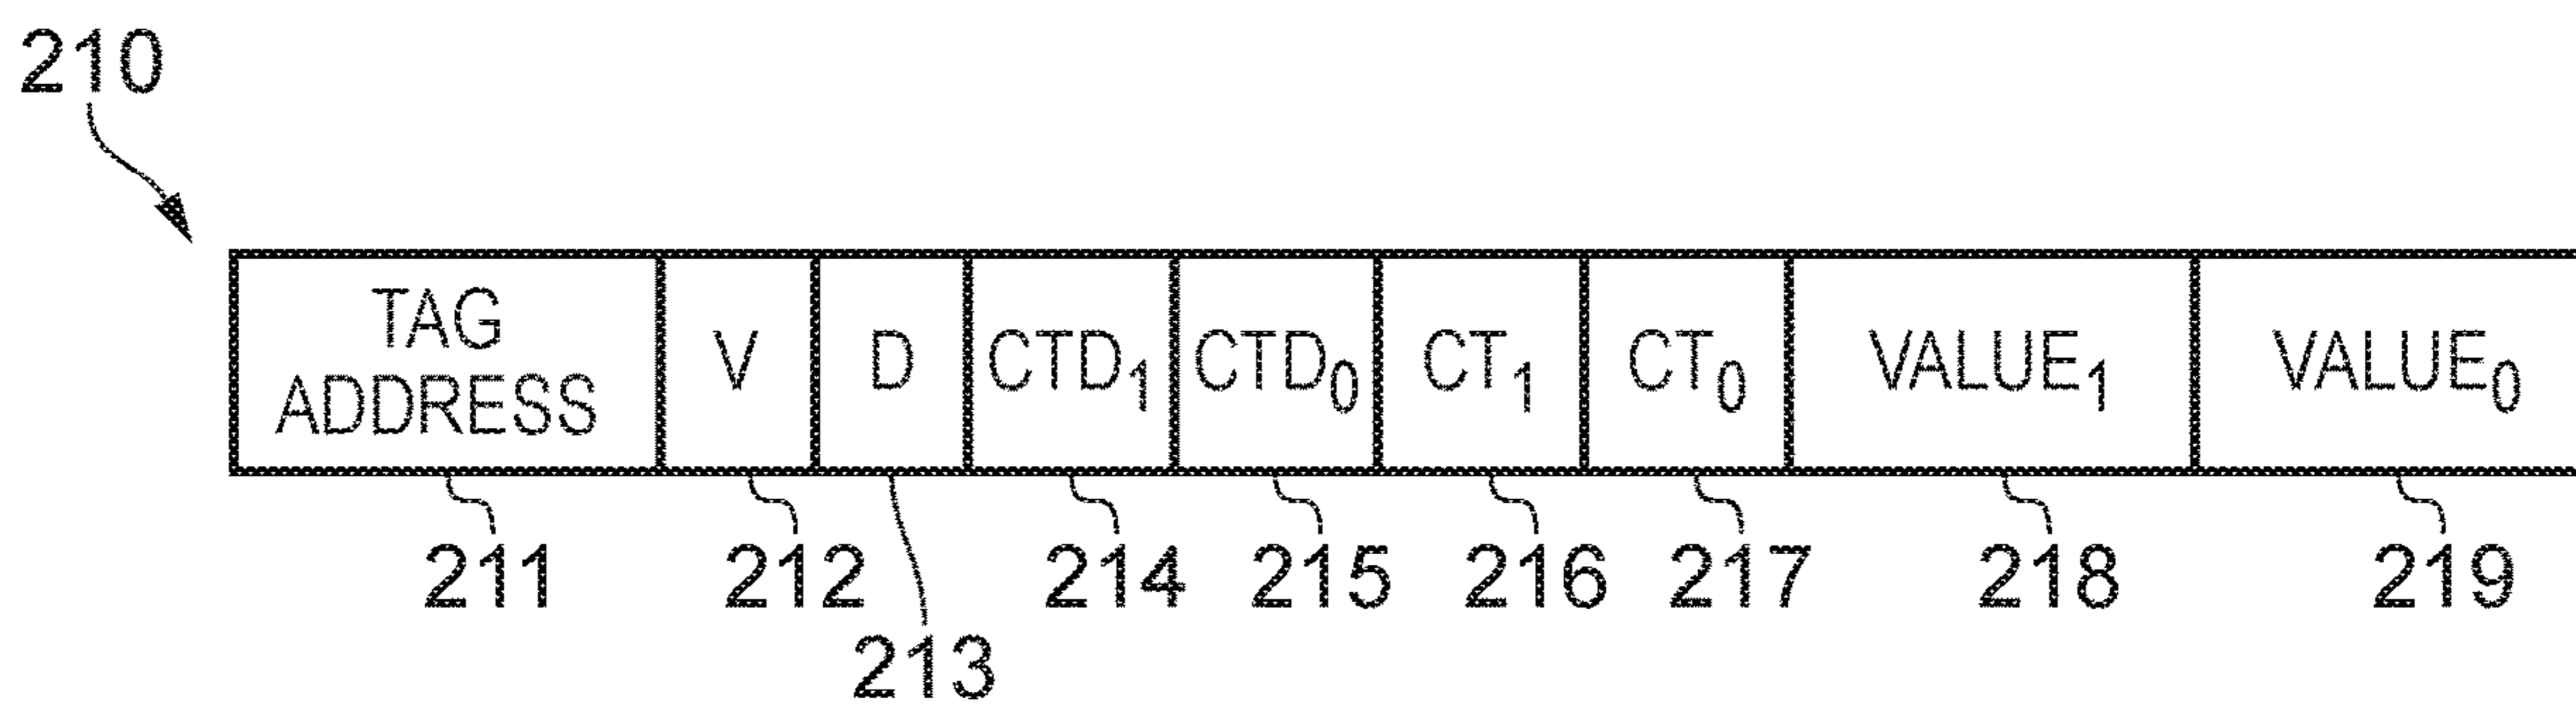 210
TAG ADDRESS V D CTD₁ CTD₀ CT₁ CT₀ VALUE₁ VALUE₀
211 212 214 215 216 217 218 219
213